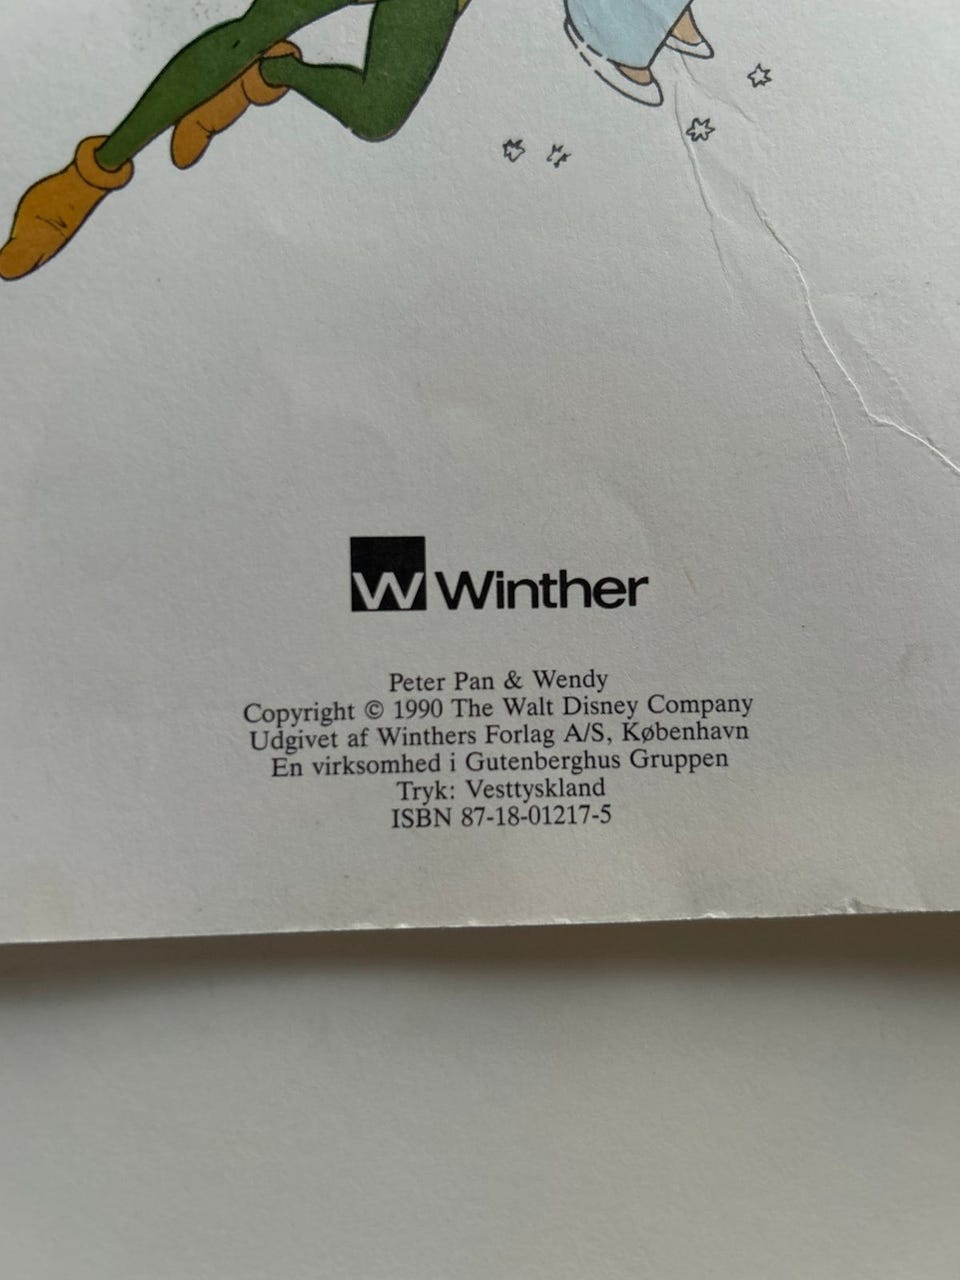 W Winther
Peter Pan & Wendy
Copyright © 1990 The Walt Disney Company
Udgivet af Winthers Forlag A/S, København
En virksomhed i Gutenberghus Gruppen
Tryk: Vesttyskland
ISBN 87-18-01217-5